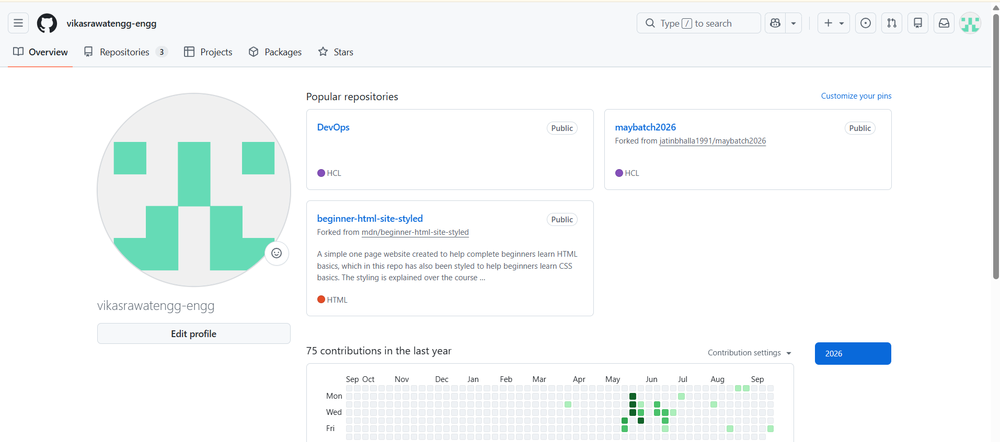 vikasrawatengg-engg
Type / to search
Overview
Repositories 3
Projects
Packages
Stars
Popular repositories
Customize your pins
DevOps
Public
HCL
maybatch2026
Public
Forked from jatinbhalla1991/maybatch2026
HCL
beginner-html-site-styled
Public
Forked from mdn/beginner-html-site-styled
A simple one page website created to help complete beginners learn HTML
basics, which in this repo has also been styled to help beginners learn CSS
basics. The styling is explained over the course ...
HTML
vikasrawatengg-engg
Edit profile
75 contributions in the last year
Contribution settings
2026
Sep Oct Nov Dec Jan Feb Mar Apr May Jun Jul Aug Sep
Mon
Wed
Fri